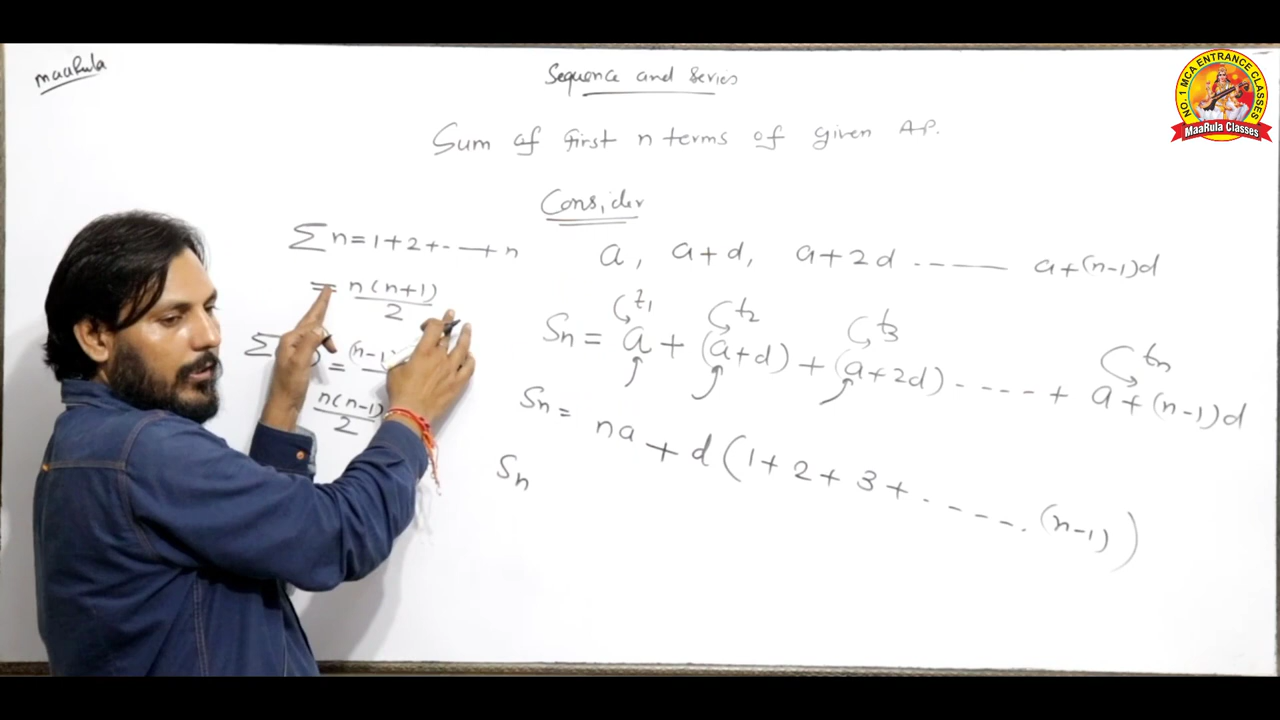 maaRula
Sequence and Series
NO. 1 MCA ENTRANCE CLASSES
MaaRula Classes
Sum of first n terms of given A.P.
Consider
∑n=1+2+-—+n
= n(n+1)/2
∑ = (n-1)
n(n-1)/2
a, a+d, a+2d ------ a+(n-1)d
t1 t2 t3 tn
Sn = a + (a+d) + (a+2d) - - - - + a+(n-1)d
Sn = na + d(1+2+3+ . - - - . (n-1))
Sn